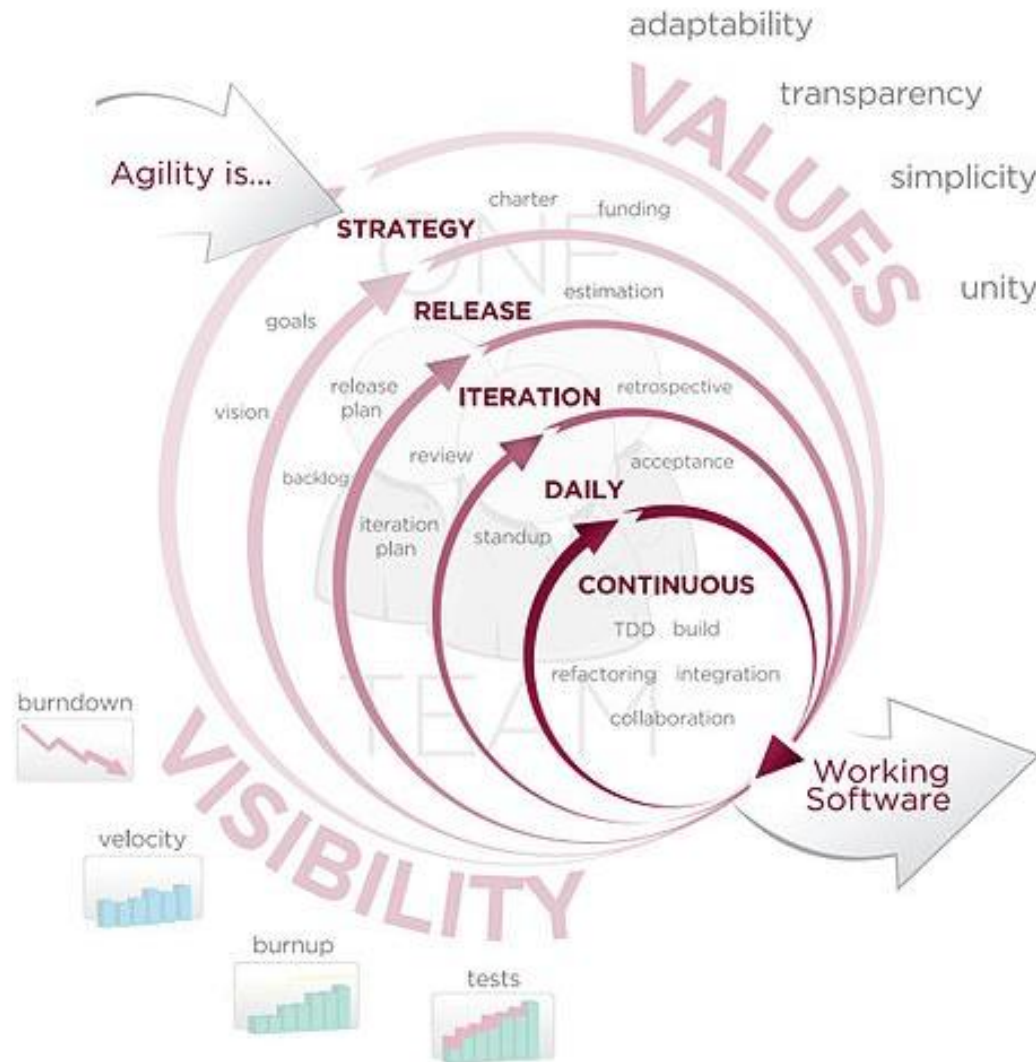 adaptability
transparency
simplicity
unity
VALUES
Agility is...
STRATEGY
charter
funding
goals
vision
RELEASE
estimation
release
plan
backlog
ITERATION
retrospective
review
iteration
plan
DAILY
acceptance
standup
CONTINUOUS
TDD build
refactoring integration
collaboration
ONE
TEAM
Working
Software
VISIBILITY
burndown
velocity
burnup
tests